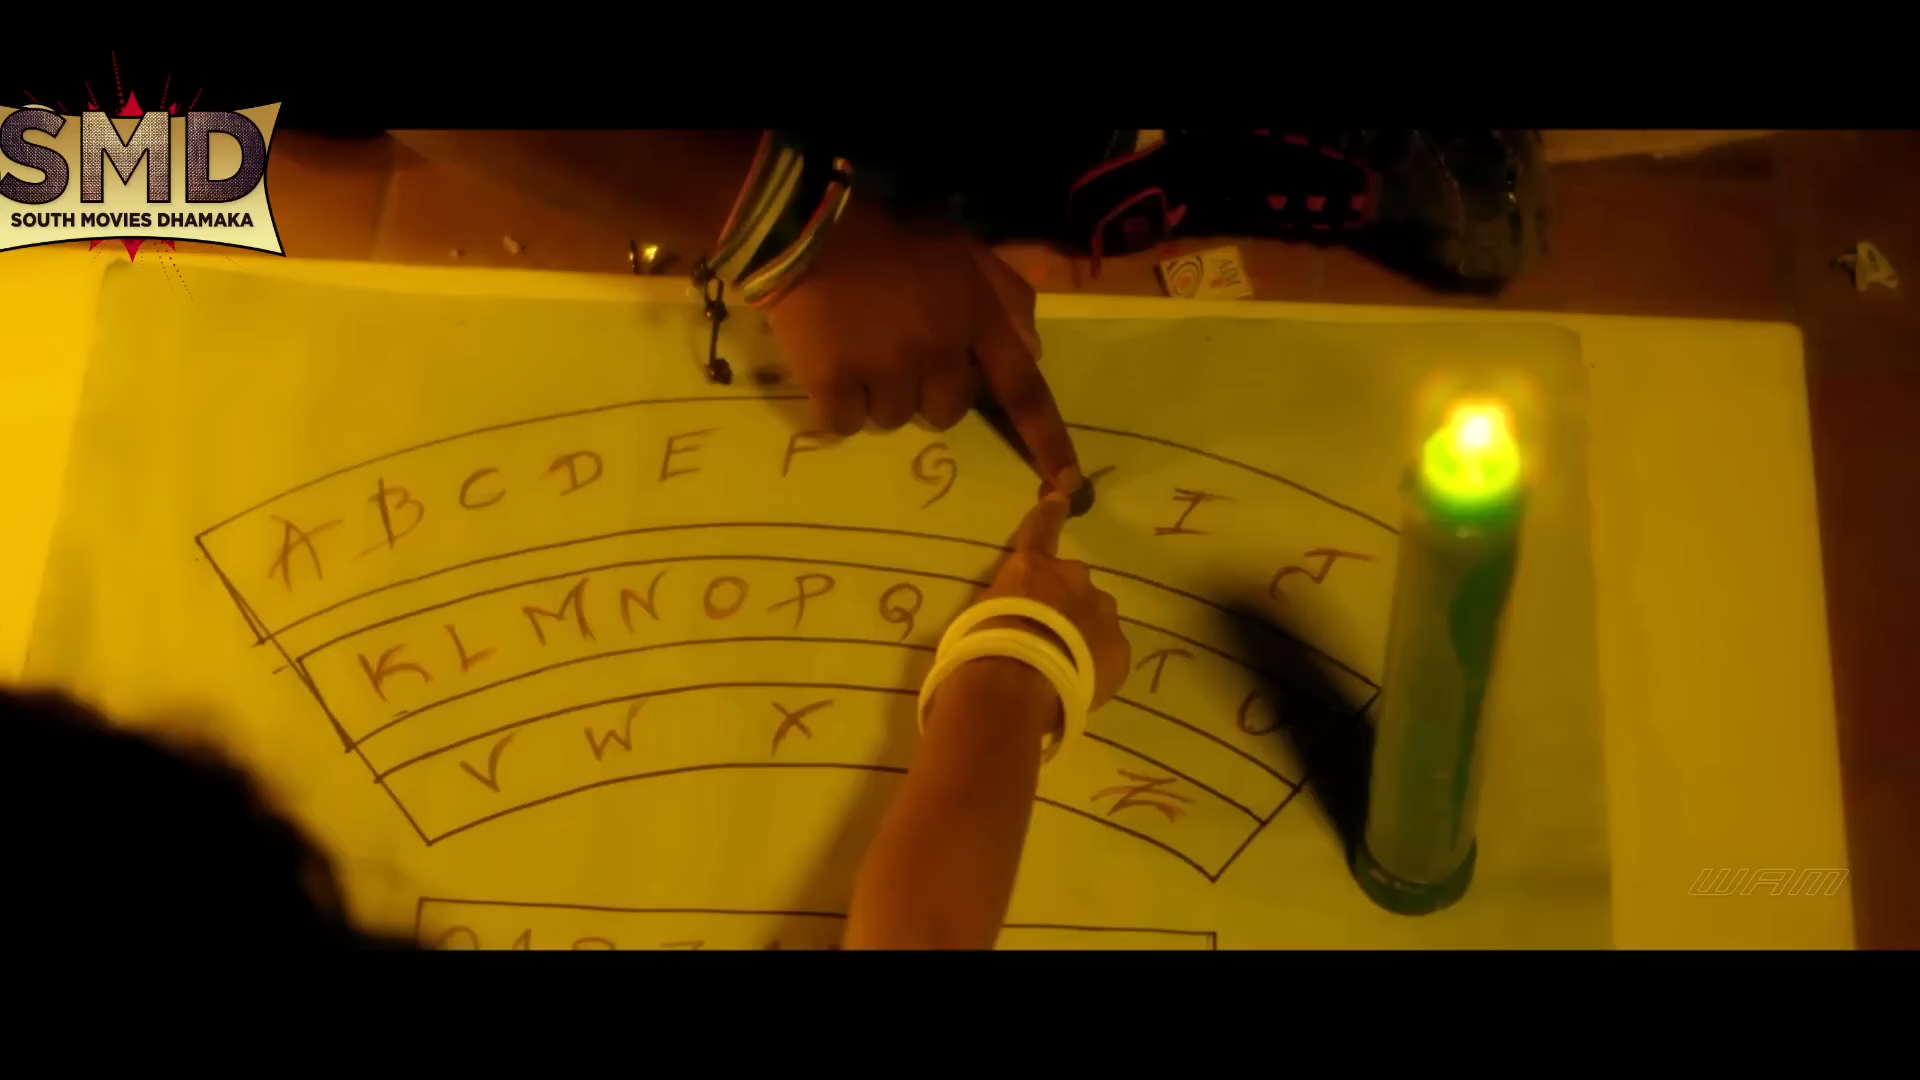 SMD
SOUTH MOVIES DHAMAKA
A B C D E F G I J
K L M N O P Q T
V W X Z
WAM